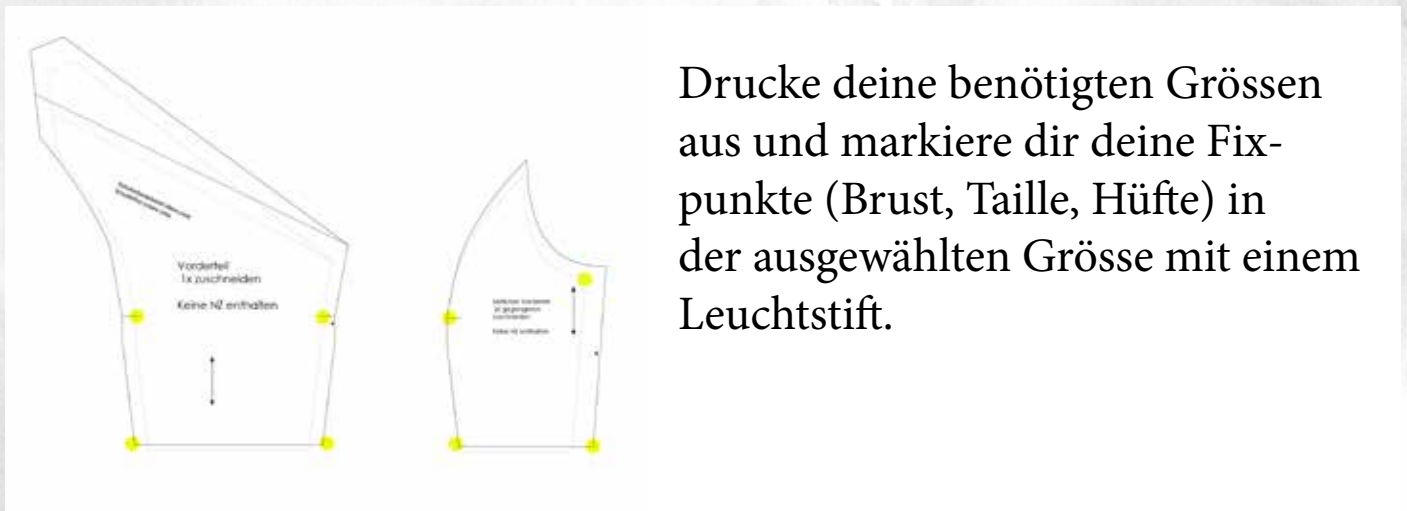 Drucke deine benötigten Grössen
aus und markiere dir deine Fix-
punkte (Brust, Taille, Hüfte) in
der ausgewählten Grösse mit einem
Leuchtstift.
Vorderteil
1x zuschneiden
Keine NZ enthalten